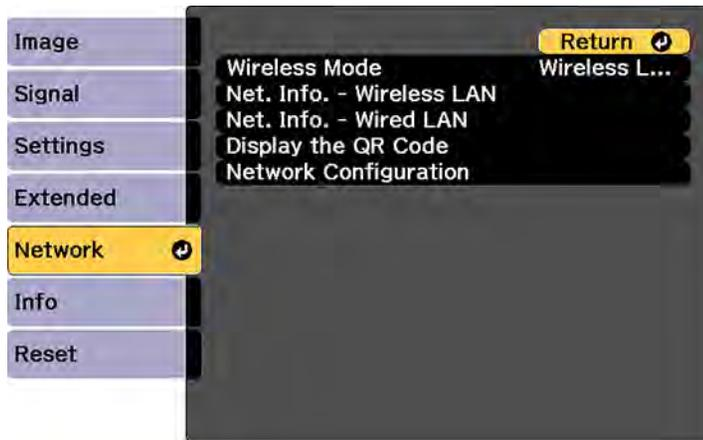 Image
Signal
Settings
Extended
Network
Info
Reset
Return
Wireless Mode Wireless L...
Net. Info. - Wireless LAN
Net. Info. - Wired LAN
Display the QR Code
Network Configuration